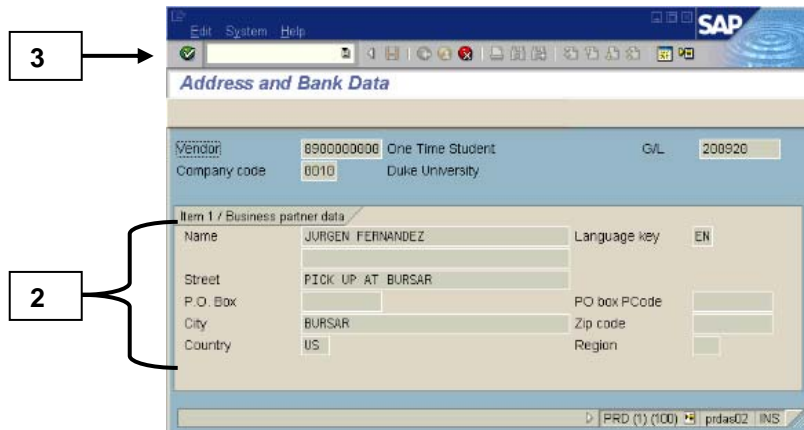 Edit System Help
SAP
3
Address and Bank Data
Vendor 8900000000 One Time Student G/L 200920
Company code 0010 Duke University
Item 1 / Business partner data
Name JURGEN FERNANDEZ Language key EN
Street PICK UP AT BURSAR
2
P.O. Box PO box PCode
City BURSAR Zip code
Country US Region
PRD (1) (100) prdas02 INS